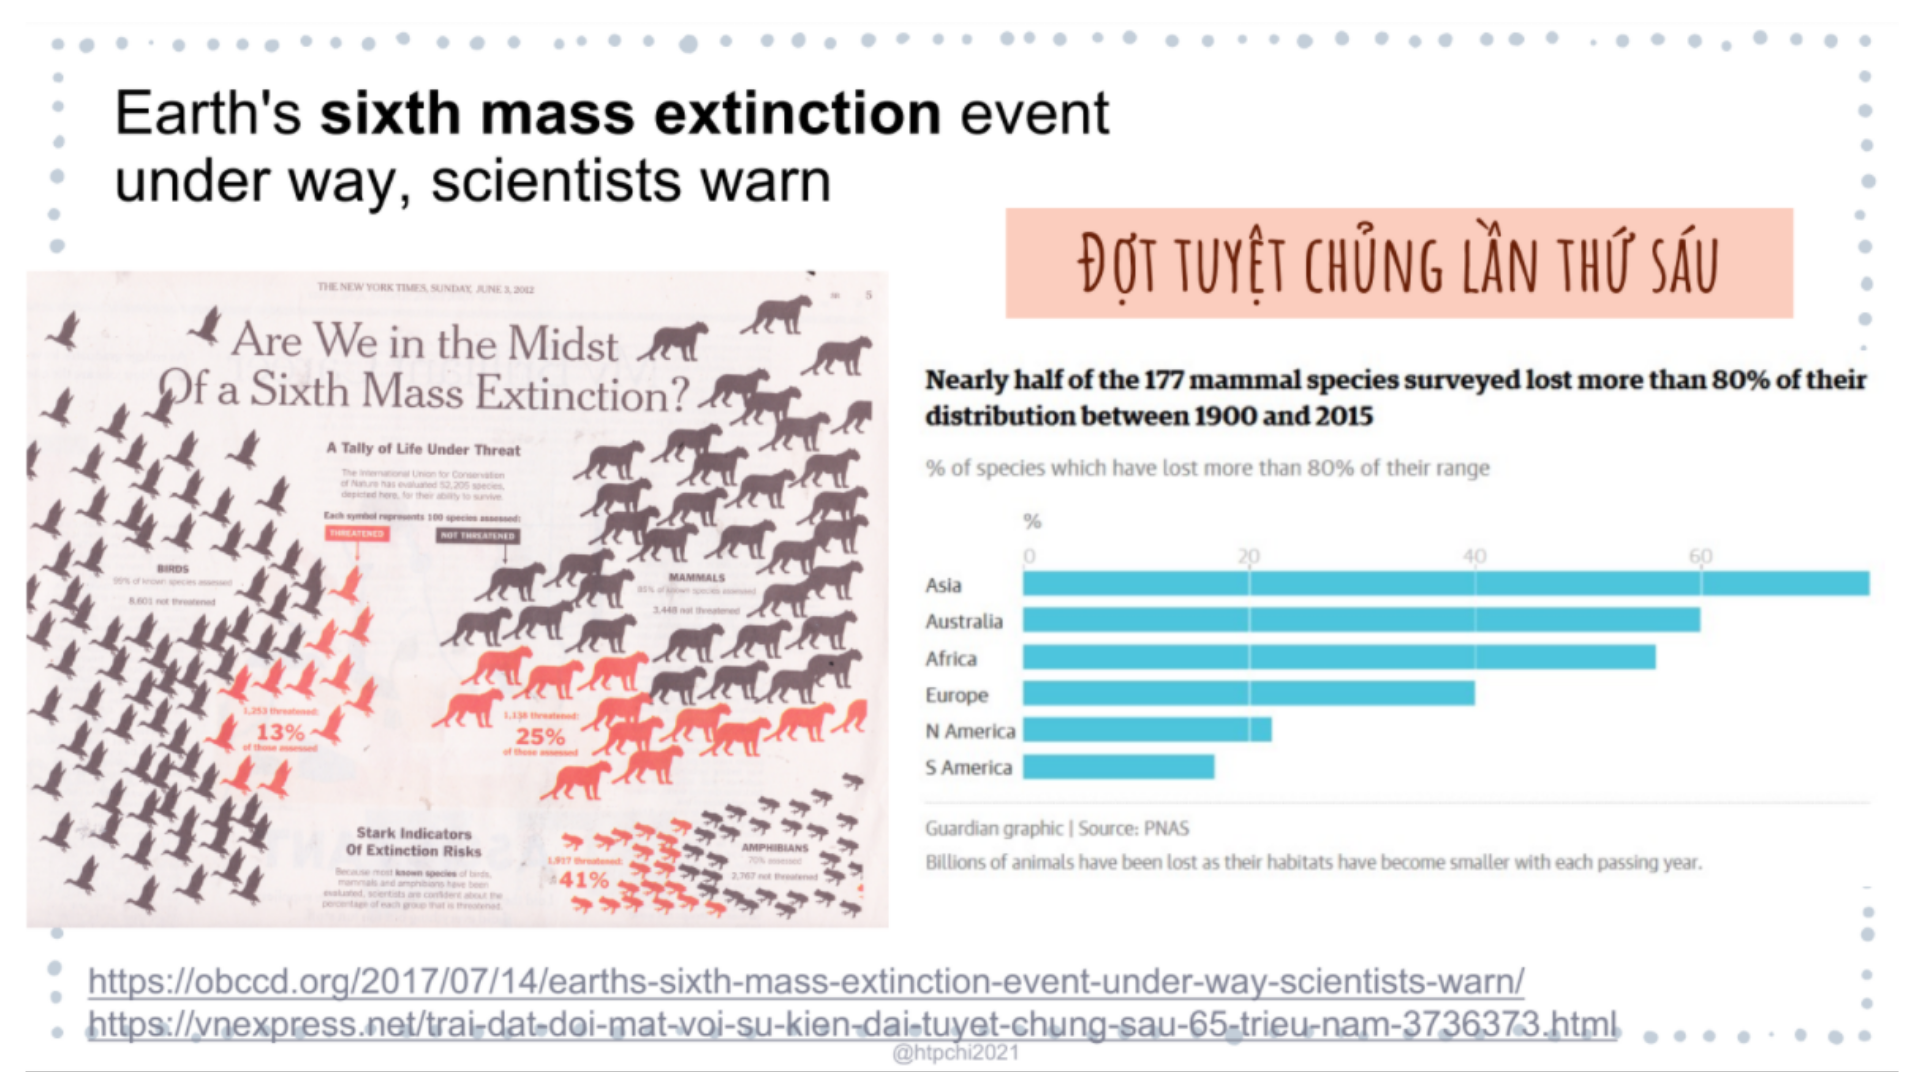 Earth's sixth mass extinction event
under way, scientists warn
ĐỢT TUYỆT CHỦNG LẦN THỨ SÁU
THE NEW YORK TIMES, SUNDAY, JUNE 3, 2012
5
Are We in the Midst
Of a Sixth Mass Extinction?
A Tally of Life Under Threat
The International Union for Conservation
of Nature has evaluated 52,205 species,
depicted here, for their ability to survive.
Each symbol represents 100 species assessed:
THREATENED
NOT THREATENED
BIRDS
99% of known species assessed
8,601 not threatened
1,253 threatened:
13%
of those assessed
MAMMALS
85% of known species assessed
3,448 not threatened
1,138 threatened:
25%
of those assessed
Stark Indicators
Of Extinction Risks
Because most known species of birds,
mammals and amphibians have been
evaluated, scientists are confident about the
percentage of each group that is threatened.
AMPHIBIANS
70% assessed
2,767 not threatened
1,917 threatened:
41%
Nearly half of the 177 mammal species surveyed lost more than 80% of their
distribution between 1900 and 2015
% of species which have lost more than 80% of their range
%
0 20 40 60
Asia
Australia
Africa
Europe
N America
S America
Guardian graphic | Source: PNAS
Billions of animals have been lost as their habitats have become smaller with each passing year.
https://obccd.org/2017/07/14/earths-sixth-mass-extinction-event-under-way-scientists-warn/
https://vnexpress.net/trai-dat-doi-mat-voi-su-kien-dai-tuyet-chung-sau-65-trieu-nam-3736373.html
@htpchi2021